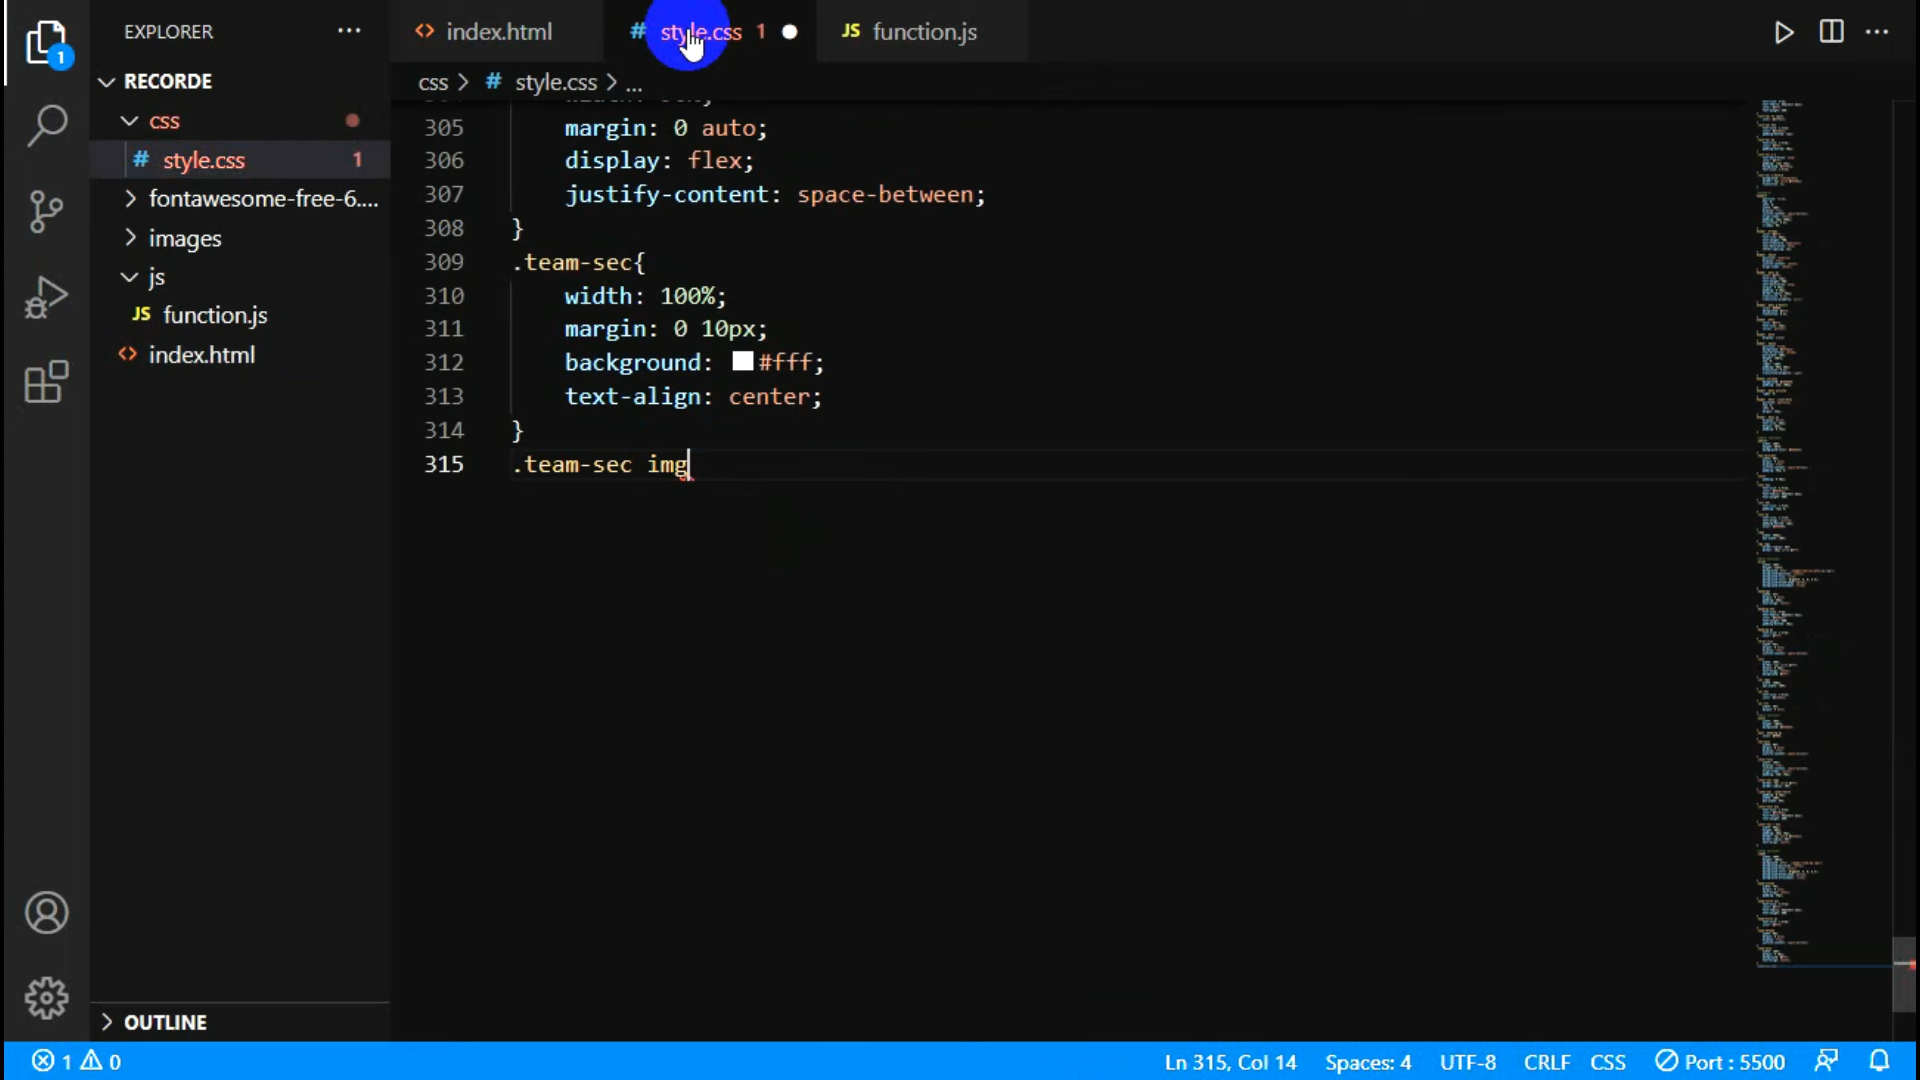 EXPLORER
index.html
style.css 1
JS function.js
1
RECORDE
css
# style.css 1
fontawesome-free-6....
images
js
JS function.js
index.html
css > # style.css > ...
305 margin: 0 auto;
306 display: flex;
307 justify-content: space-between;
308 }
309 .team-sec{
310 width: 100%;
311 margin: 0 10px;
312 background: #fff;
313 text-align: center;
314 }
315 .team-sec img
OUTLINE
1 0
Ln 315, Col 14
Spaces: 4
UTF-8
CRLF
CSS
Port : 5500